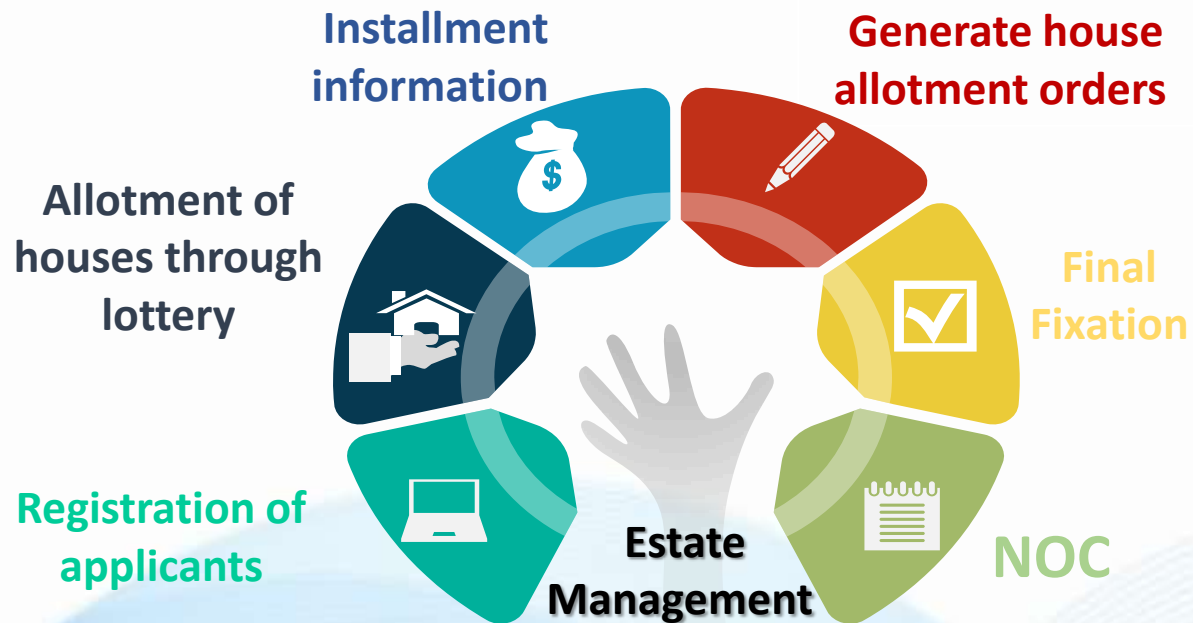 Installment
information
Generate house
allotment orders
Allotment of
houses through
lottery
Final
Fixation
Registration of
applicants
Estate
Management
NOC
$